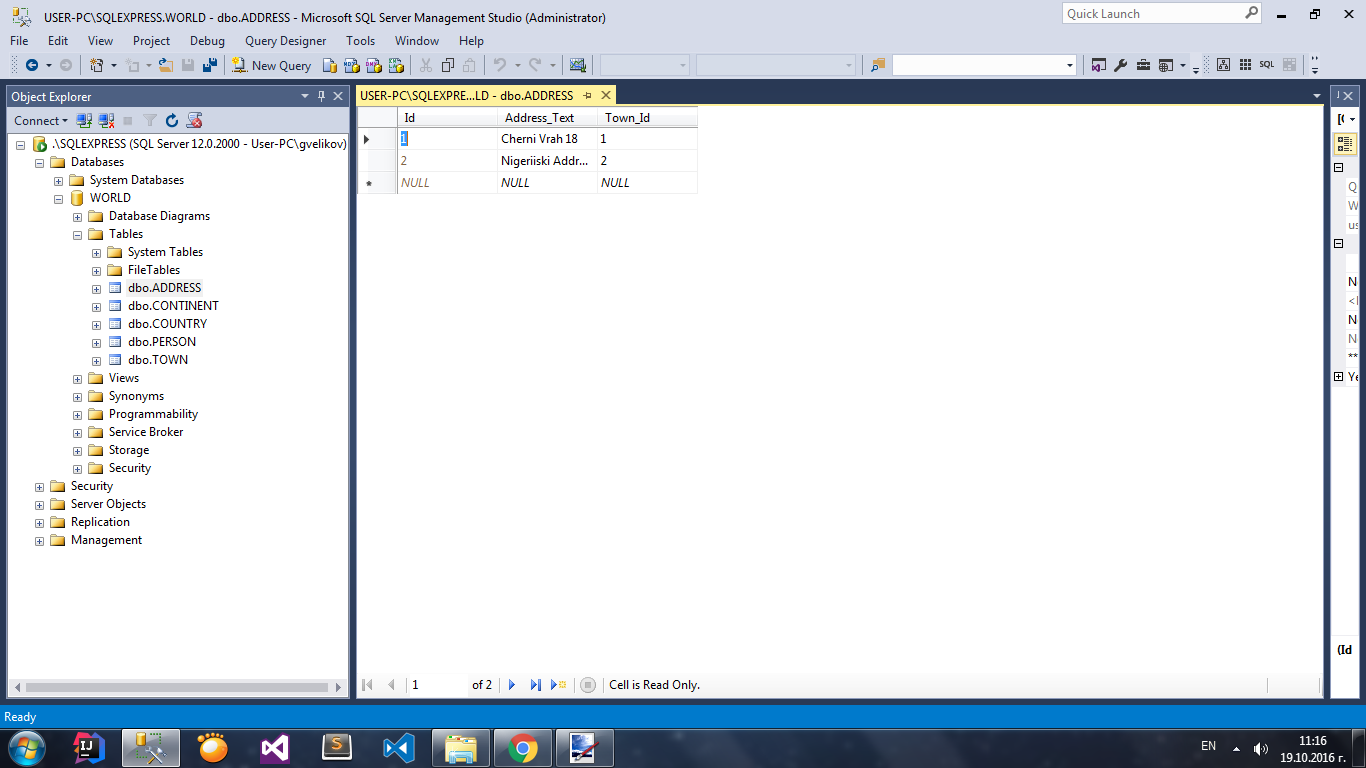 USER-PC\SQLEXPRESS.WORLD - dbo.ADDRESS - Microsoft SQL Server Management Studio (Administrator)
Quick Launch
File Edit View Project Debug Query Designer Tools Window Help
New Query
SQL
Object Explorer
USER-PC\SQLEXPRE...LD - dbo.ADDRESS
Connect
.\SQLEXPRESS (SQL Server 12.0.2000 - User-PC\gvelikov)
Databases
System Databases
WORLD
Database Diagrams
Tables
System Tables
FileTables
dbo.ADDRESS
dbo.CONTINENT
dbo.COUNTRY
dbo.PERSON
dbo.TOWN
Views
Synonyms
Programmability
Service Broker
Storage
Security
Security
Server Objects
Replication
Management
Id Address_Text Town_Id
1 Cherni Vrah 18 1
2 Nigeriiski Addr... 2
NULL NULL NULL
1 of 2 Cell is Read Only.
(Id
Ready
EN
11:16
19.10.2016 г.